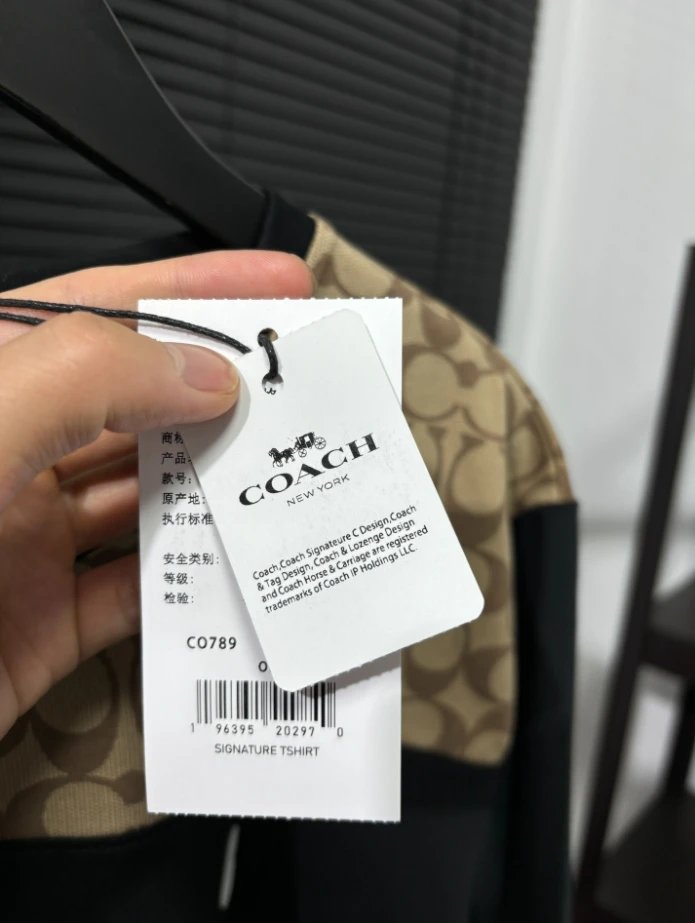 COACH
NEW YORK
Coach,Coach Signateure C Design,Coach
& Tag Design, Coach & Lozenge Design
and Coach Horse & Carriage are registered
trademarks of Coach IP Holdings LLC.
商标
产品
款号:
原产地:
执行标准
安全类别:
等级:
检验:
CO789
1 96395 20297 0
SIGNATURE TSHIRT